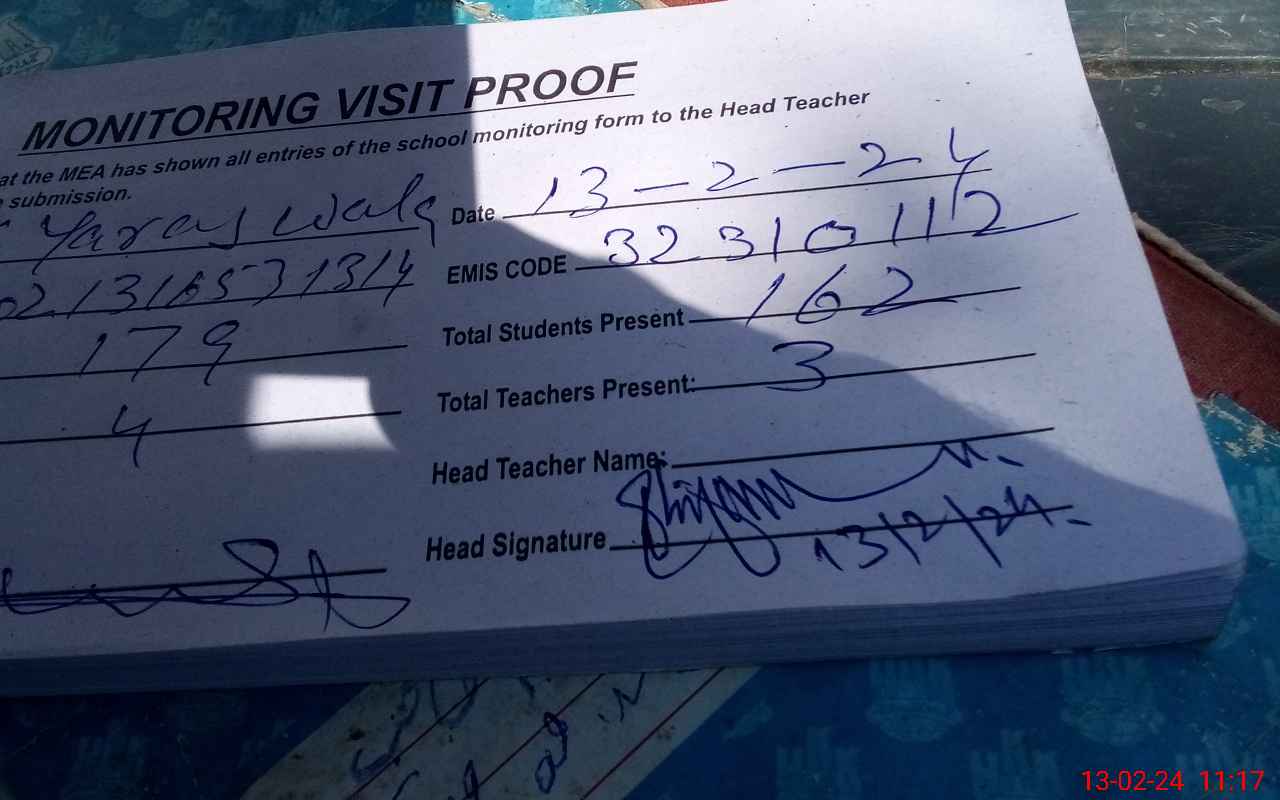 MONITORING VISIT PROOF
at the MEA has shown all entries of the school monitoring form to the Head Teacher
submission.
Date 13-2-24
EMIS CODE 32310112
179 Total Students Present 162
4 Total Teachers Present: 3
Head Teacher Name:
Head Signature 13/2/24
13-02-24 11:17